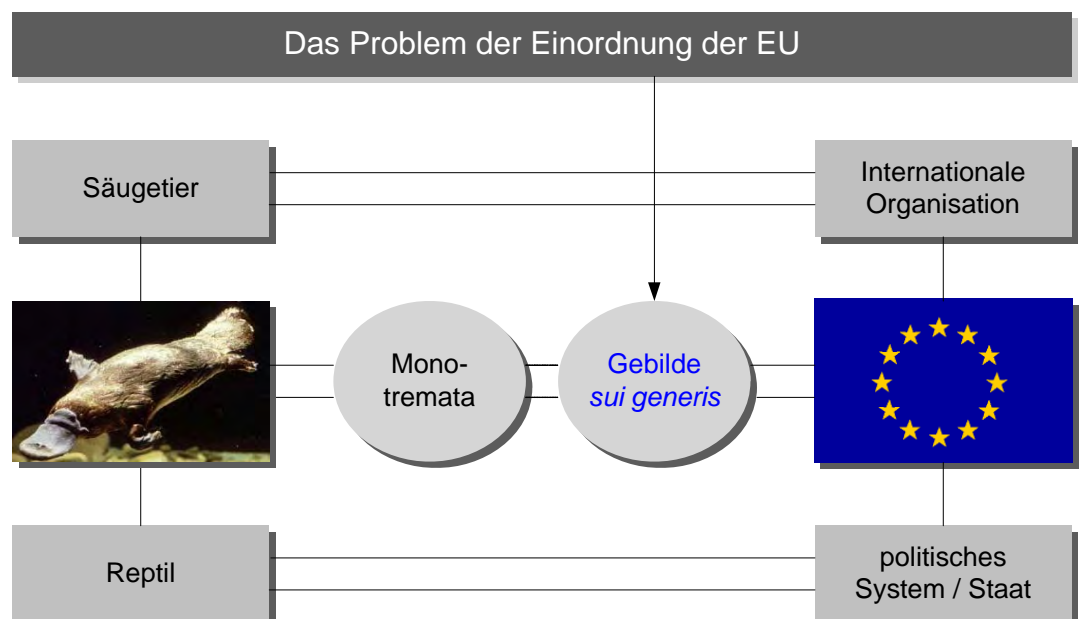 Das Problem der Einordnung der EU
Säugetier
Internationale
Organisation
Mono-
tremata
Gebilde
sui generis
Reptil
politisches
System / Staat